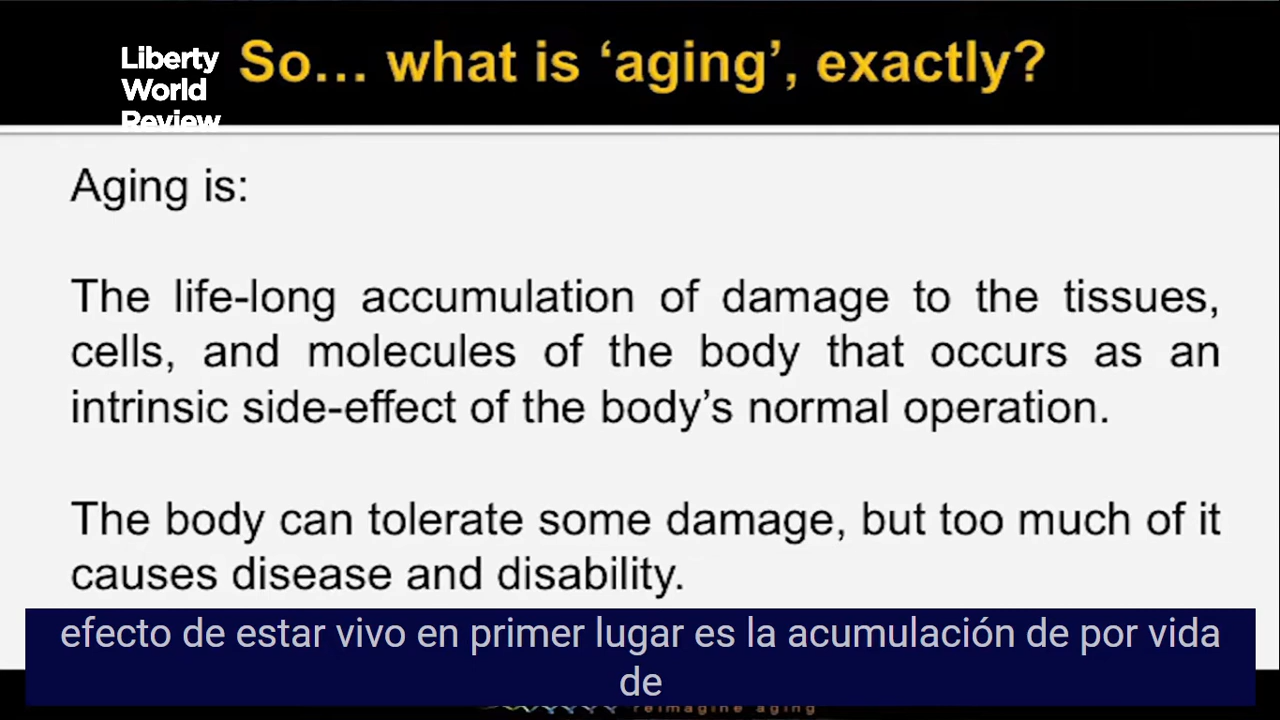 Liberty
World
Review
So... what is ‘aging’, exactly?
Aging is:
The life-long accumulation of damage to the tissues,
cells, and molecules of the body that occurs as an
intrinsic side-effect of the body’s normal operation.
The body can tolerate some damage, but too much of it
causes disease and disability.
efecto de estar vivo en primer lugar es la acumulación de por vida
de
reimagine aging